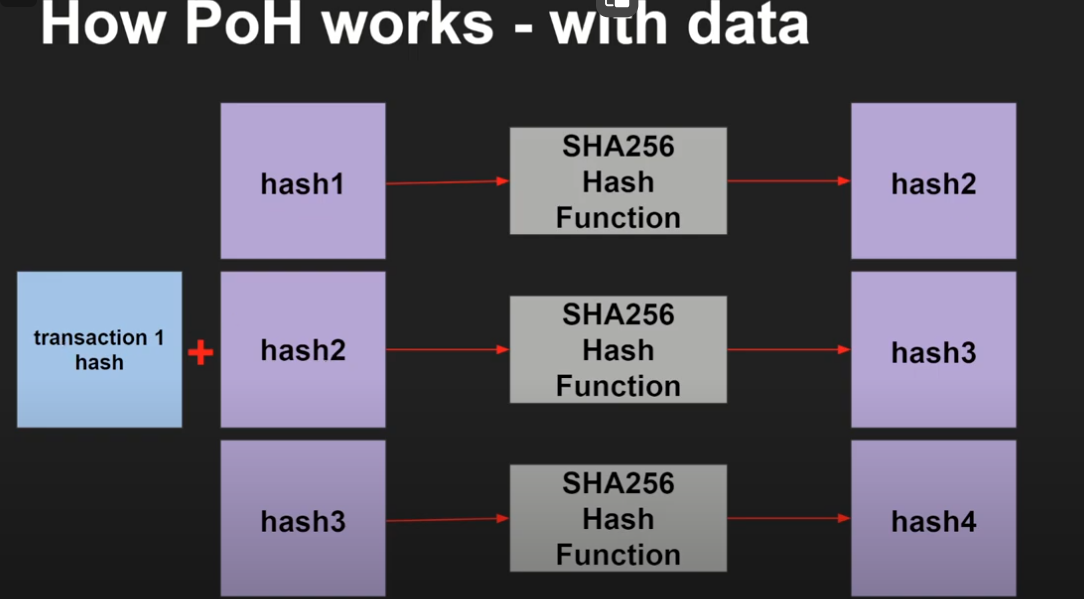 How PoH works - with data
hash1
SHA256
Hash
Function
hash2
transaction 1
hash
+
hash2
SHA256
Hash
Function
hash3
hash3
SHA256
Hash
Function
hash4